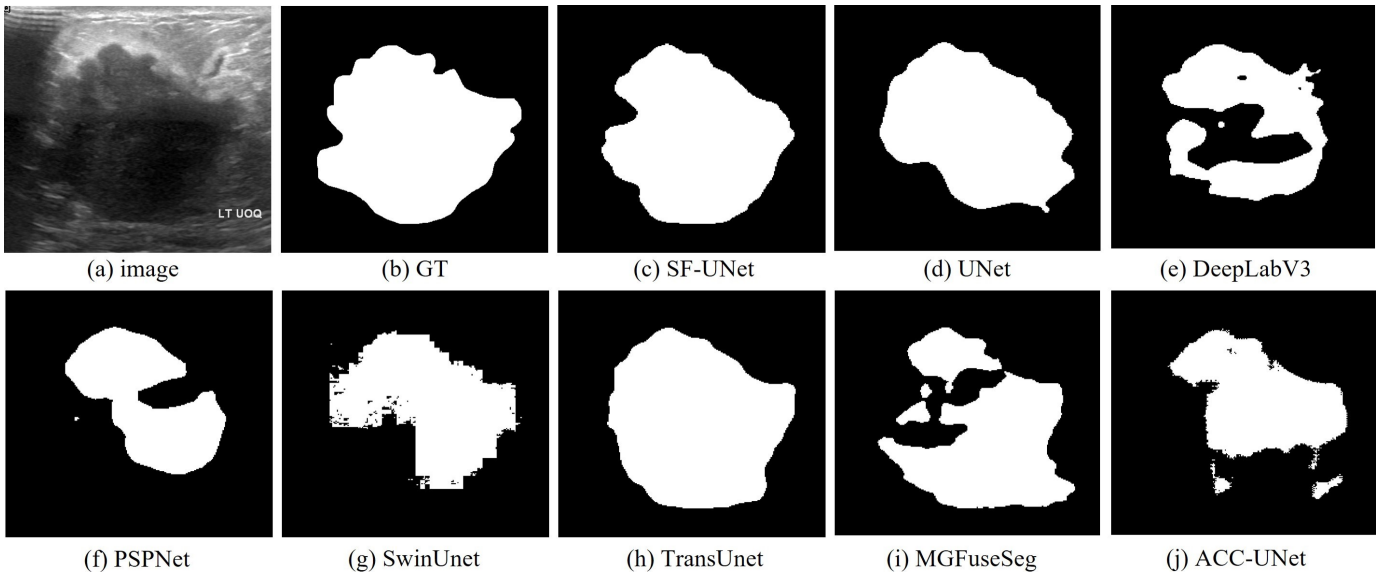 LT UOQ
(a) image
(b) GT
(c) SF-UNet
(d) UNet
(e) DeepLabV3
(f) PSPNet
(g) SwinUnet
(h) TransUnet
(i) MGFuseSeg
(j) ACC-UNet